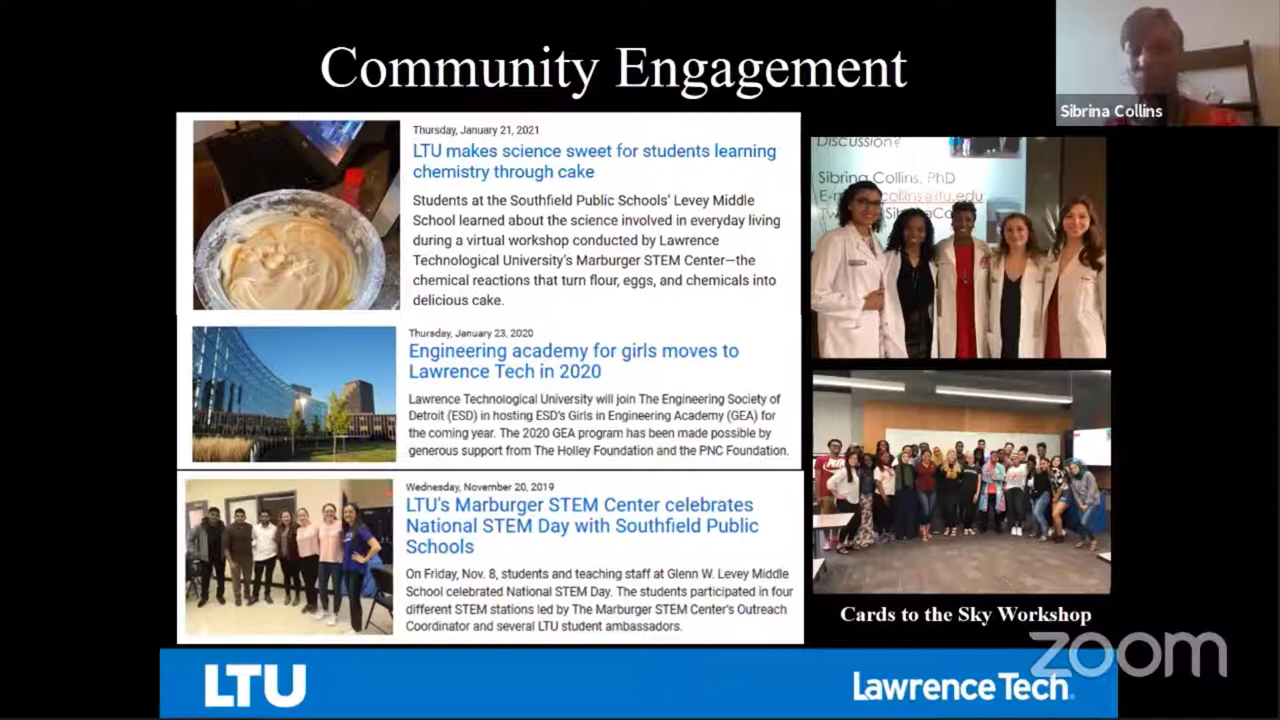 Community Engagement
Sibrina Collins
Thursday, January 21, 2021
LTU makes science sweet for students learning
chemistry through cake
Students at the Southfield Public Schools' Levey Middle
School learned about the science involved in everyday living
during a virtual workshop conducted by Lawrence
Technological University's Marburger STEM Center—the
chemical reactions that turn flour, eggs, and chemicals into
delicious cake.
Thursday, January 23, 2020
Engineering academy for girls moves to
Lawrence Tech in 2020
Lawrence Technological University will join The Engineering Society of
Detroit (ESD) in hosting ESD's Girls in Engineering Academy (GEA) for
the coming year. The 2020 GEA program has been made possible by
generous support from The Holley Foundation and the PNC Foundation.
Wednesday, November 20, 2019
LTU's Marburger STEM Center celebrates
National STEM Day with Southfield Public
Schools
On Friday, Nov. 8, students and teaching staff at Glenn W. Levey Middle
School celebrated National STEM Day. The students participated in four
different STEM stations led by The Marburger STEM Center's Outreach
Coordinator and several LTU student ambassadors.
Discussion?
Sibrina Collins, PhD
Cards to the Sky Workshop
zoom
LTU
Lawrence Tech